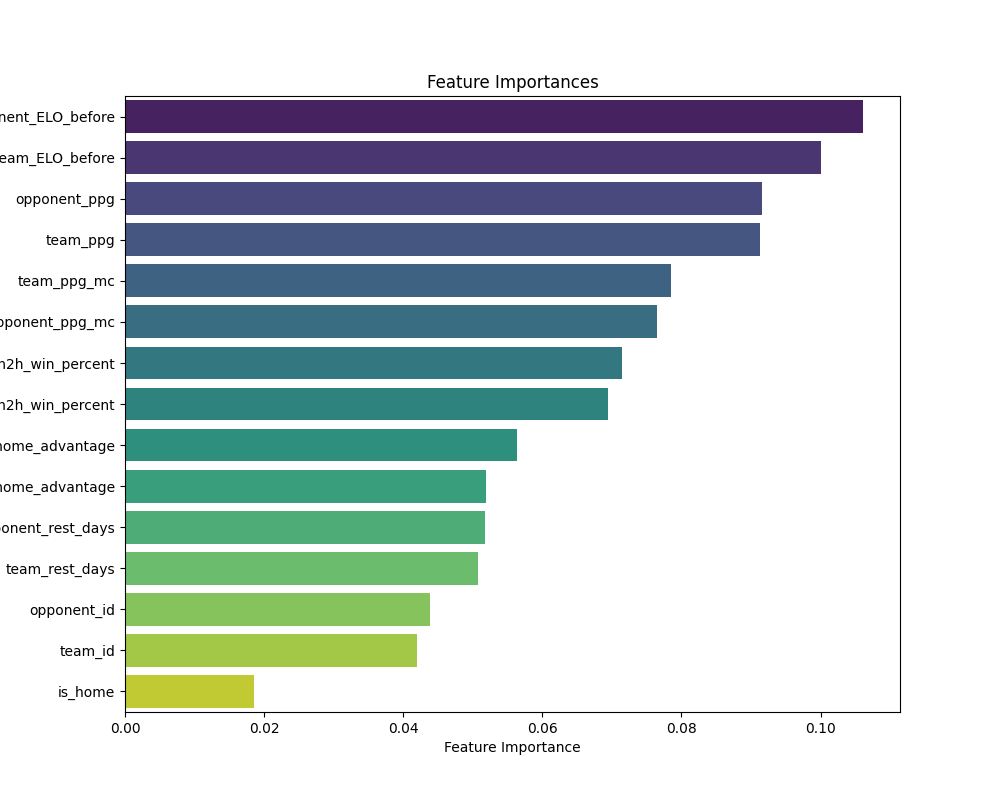 Feature Importances
nent_ELO_before
eam_ELO_before
opponent_ppg
team_ppg
team_ppg_mc
pponent_ppg_mc
h2h_win_percent
h2h_win_percent
home_advantage
home_advantage
onent_rest_days
team_rest_days
opponent_id
team_id
is_home
0.00 0.02 0.04 0.06 0.08 0.10
Feature Importance